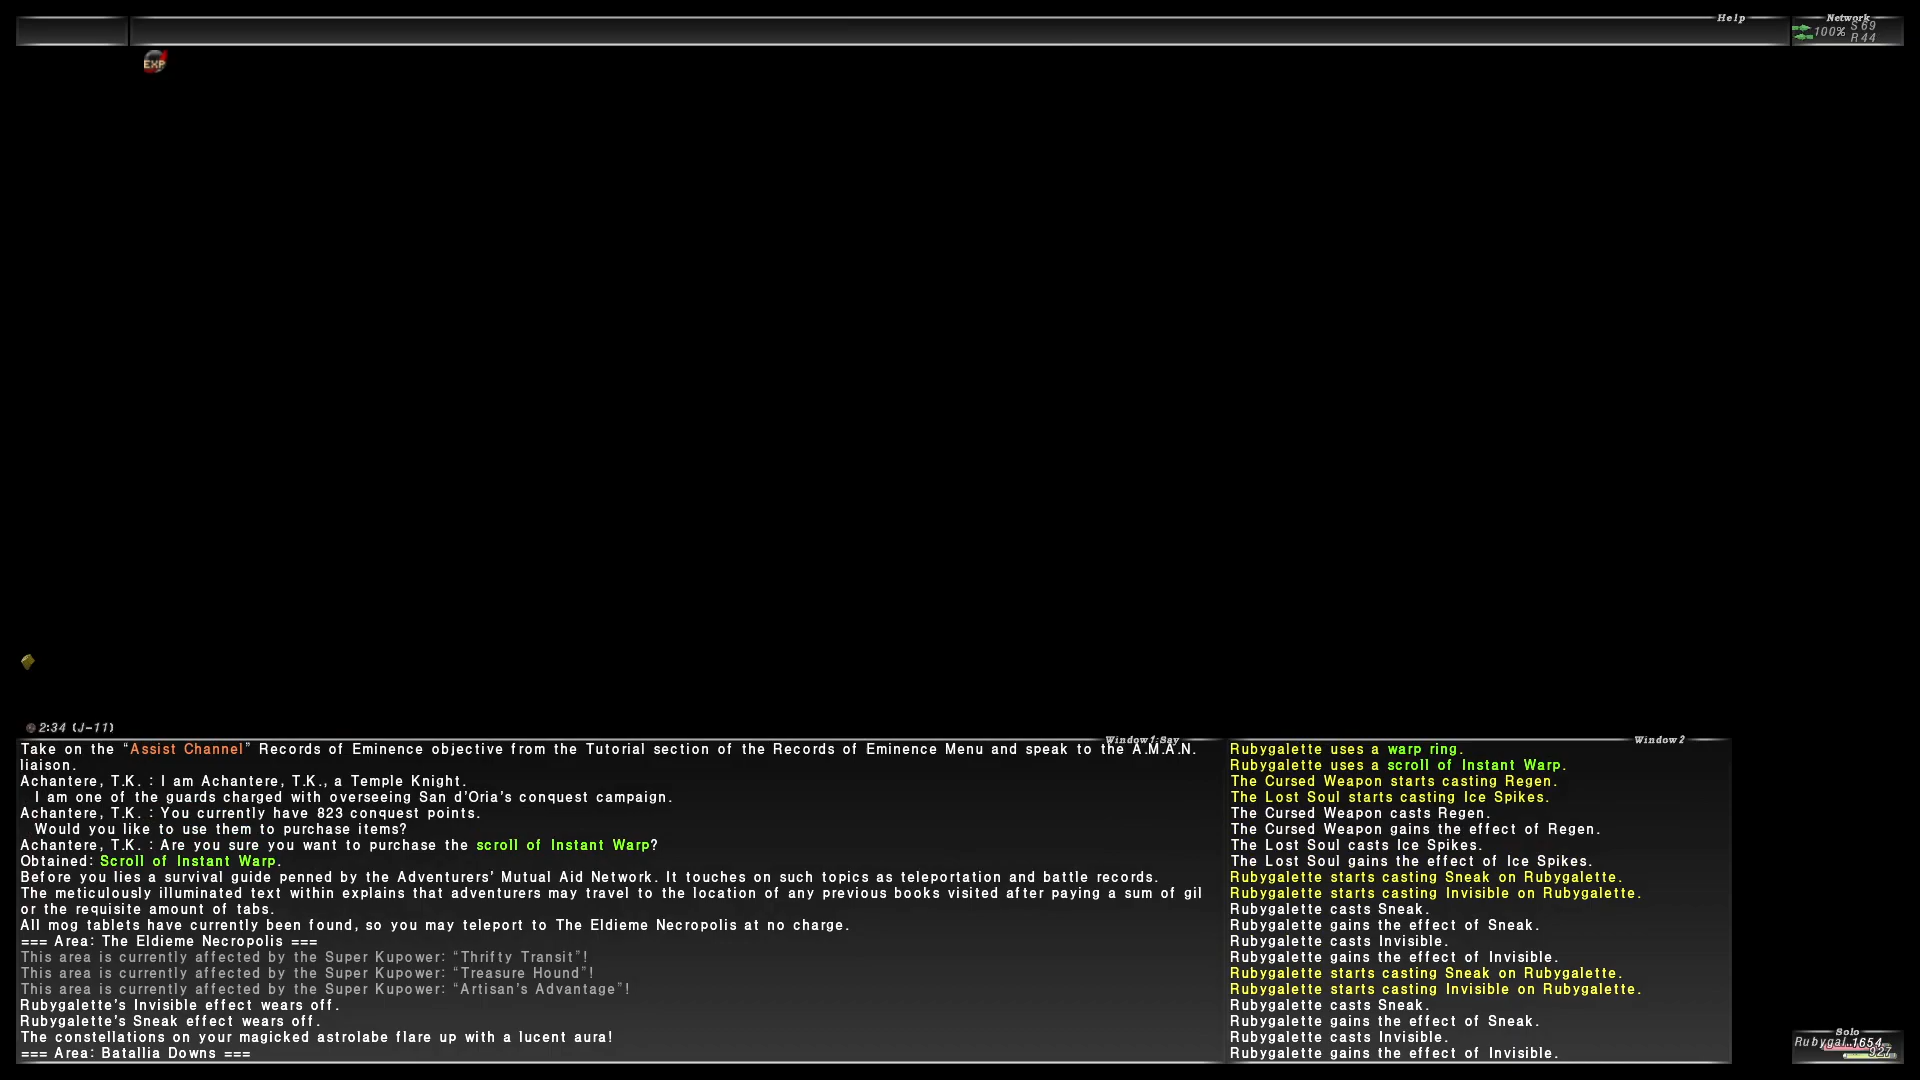 Help
Network
100% S 69
R 44
EXP
2:34 (J-11)
Window1:Say
Take on the “Assist Channel” Records of Eminence objective from the Tutorial section of the Records of Eminence Menu and speak to the A.M.A.N.
liaison.
Achantere, T.K. : I am Achantere, T.K., a Temple Knight.
I am one of the guards charged with overseeing San d’Oria’s conquest campaign.
Achantere, T.K. : You currently have 823 conquest points.
Would you like to use them to purchase items?
Achantere, T.K. : Are you sure you want to purchase the scroll of Instant Warp?
Obtained: Scroll of Instant Warp.
Before you lies a survival guide penned by the Adventurers’ Mutual Aid Network. It touches on such topics as teleportation and battle records.
The meticulously illuminated text within explains that adventurers may travel to the location of any previous books visited after paying a sum of gil
or the requisite amount of tabs.
All mog tablets have currently been found, so you may teleport to The Eldieme Necropolis at no charge.
=== Area: The Eldieme Necropolis ===
This area is currently affected by the Super Kupower: “Thrifty Transit”!
This area is currently affected by the Super Kupower: “Treasure Hound”!
This area is currently affected by the Super Kupower: “Artisan’s Advantage”!
Rubygalette’s Invisible effect wears off.
Rubygalette’s Sneak effect wears off.
The constellations on your magicked astrolabe flare up with a lucent aura!
=== Area: Batallia Downs ===
Window2
Rubygalette uses a warp ring.
Rubygalette uses a scroll of Instant Warp.
The Cursed Weapon starts casting Regen.
The Lost Soul starts casting Ice Spikes.
The Cursed Weapon casts Regen.
The Cursed Weapon gains the effect of Regen.
The Lost Soul casts Ice Spikes.
The Lost Soul gains the effect of Ice Spikes.
Rubygalette starts casting Sneak on Rubygalette.
Rubygalette starts casting Invisible on Rubygalette.
Rubygalette casts Sneak.
Rubygalette gains the effect of Sneak.
Rubygalette casts Invisible.
Rubygalette gains the effect of Invisible.
Rubygalette starts casting Sneak on Rubygalette.
Rubygalette starts casting Invisible on Rubygalette.
Rubygalette casts Sneak.
Rubygalette gains the effect of Sneak.
Rubygalette casts Invisible.
Rubygalette gains the effect of Invisible.
Solo
Rubygal..1654
927